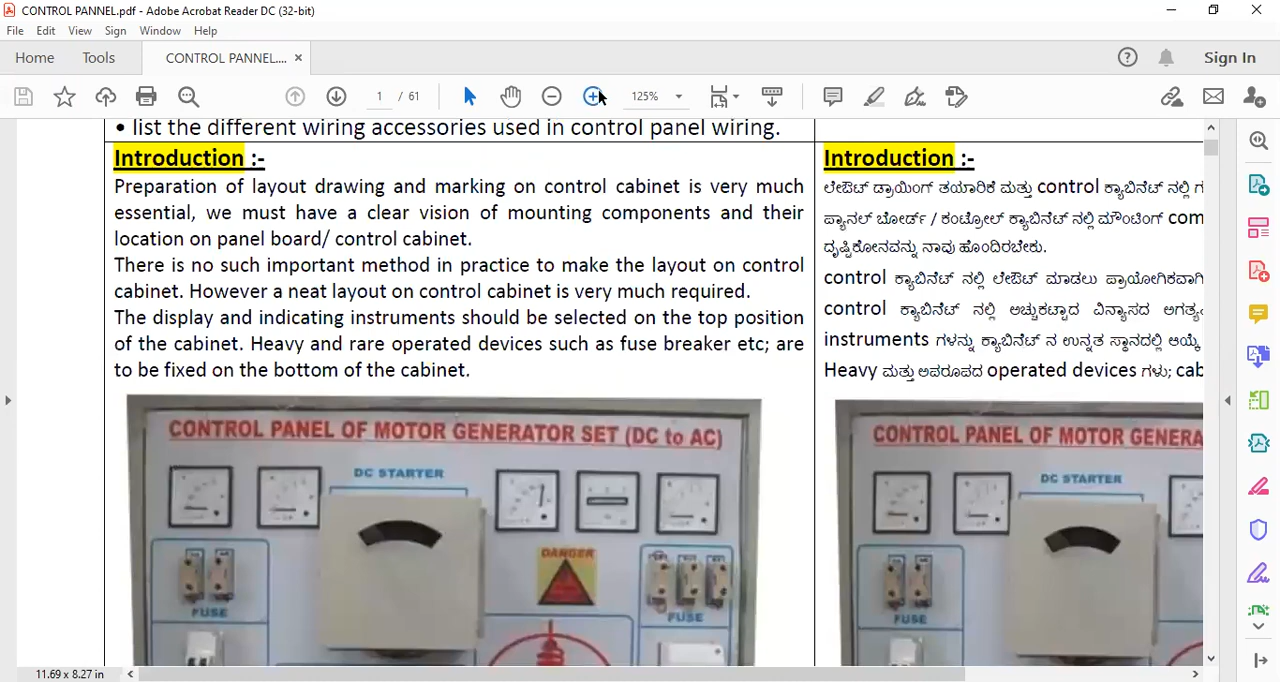 CONTROL PANNEL.pdf - Adobe Acrobat Reader DC (32-bit)
File Edit View Sign Window Help
Home Tools CONTROL PANNEL.... × Sign In
1 / 61 125%
• list the different wiring accessories used in control panel wiring.
Introduction :-
Preparation of layout drawing and marking on control cabinet is very much
essential, we must have a clear vision of mounting components and their
location on panel board/ control cabinet.
There is no such important method in practice to make the layout on control
cabinet. However a neat layout on control cabinet is very much required.
The display and indicating instruments should be selected on the top position
of the cabinet. Heavy and rare operated devices such as fuse breaker etc; are
to be fixed on the bottom of the cabinet.
CONTROL PANEL OF MOTOR GENERATOR SET (DC to AC)
DC STARTER
DANGER
FUSE
FUSE
Introduction :-
ಲೇಔಟ್ ಡ್ರಾಯಿಂಗ್ ತಯಾರಿಕೆ ಮತ್ತು control ಕ್ಯಾಬಿನೆಟ್ ನಲ್ಲಿ ಗ
ಪ್ಯಾನಲ್ ಬೋರ್ಡ್ / ಕಂಟ್ರೋಲ್ ಕ್ಯಾಬಿನೆಟ್ ನಲ್ಲಿ ಮೌಂಟಿಂಗ್ com
ದೃಷ್ಟಿಕೋನವನ್ನು ನಾವು ಹೊಂದಿರಬೇಕು.
control ಕ್ಯಾಬಿನೆಟ್ ನಲ್ಲಿ ಲೇಔಟ್ ಮಾಡಲು ಪ್ರಾಯೋಗಿಕವಾಗಿ
control ಕ್ಯಾಬಿನೆಟ್ ನಲ್ಲಿ ಅಚ್ಚುಕಟ್ಟಾದ ವಿನ್ಯಾಸದ ಅಗತ್ಯ
instruments ಗಳನ್ನು ಕ್ಯಾಬಿನೆಟ್ ನ ಉನ್ನತ ಸ್ಥಾನದಲ್ಲಿ ಆಯ್ಕೆ
Heavy ಮತ್ತು ಅಪರೂಪದ operated devices ಗಳು; cab
CONTROL PANEL OF MOTOR GENERA
DC STARTER
FUSE
11.69 x 8.27 in